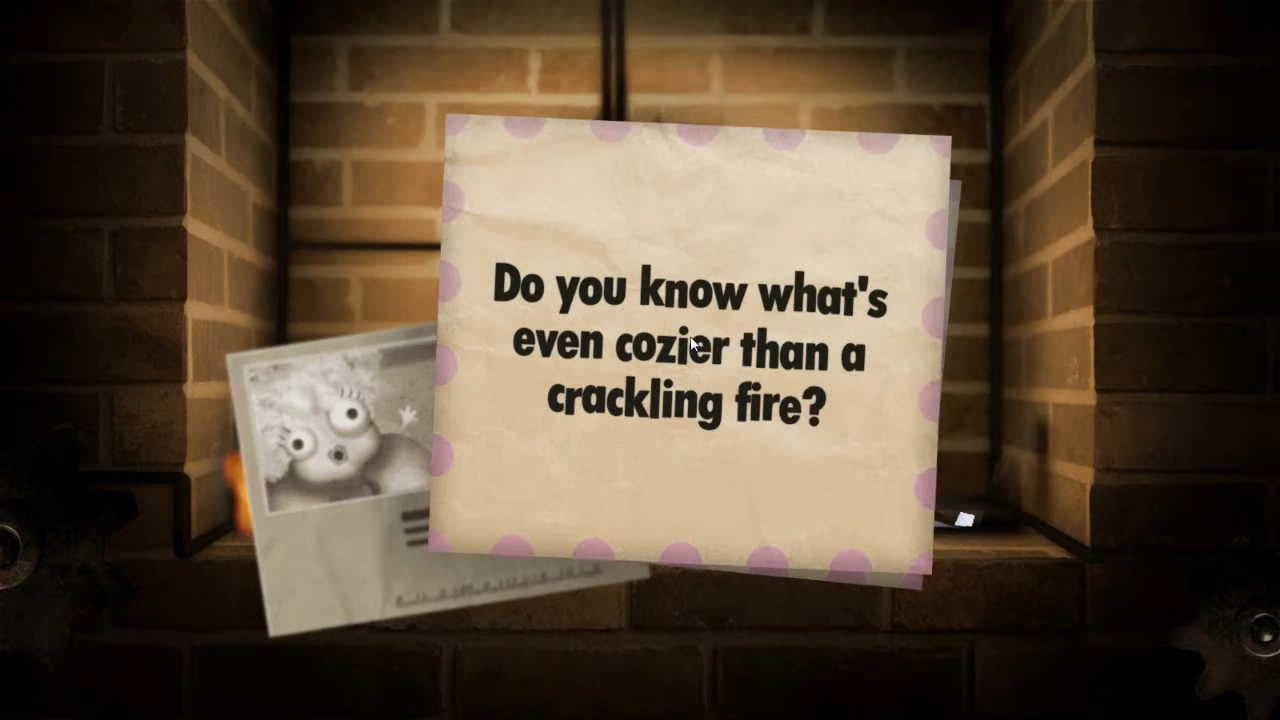 Do you know what's
even cozier than a
crackling fire?